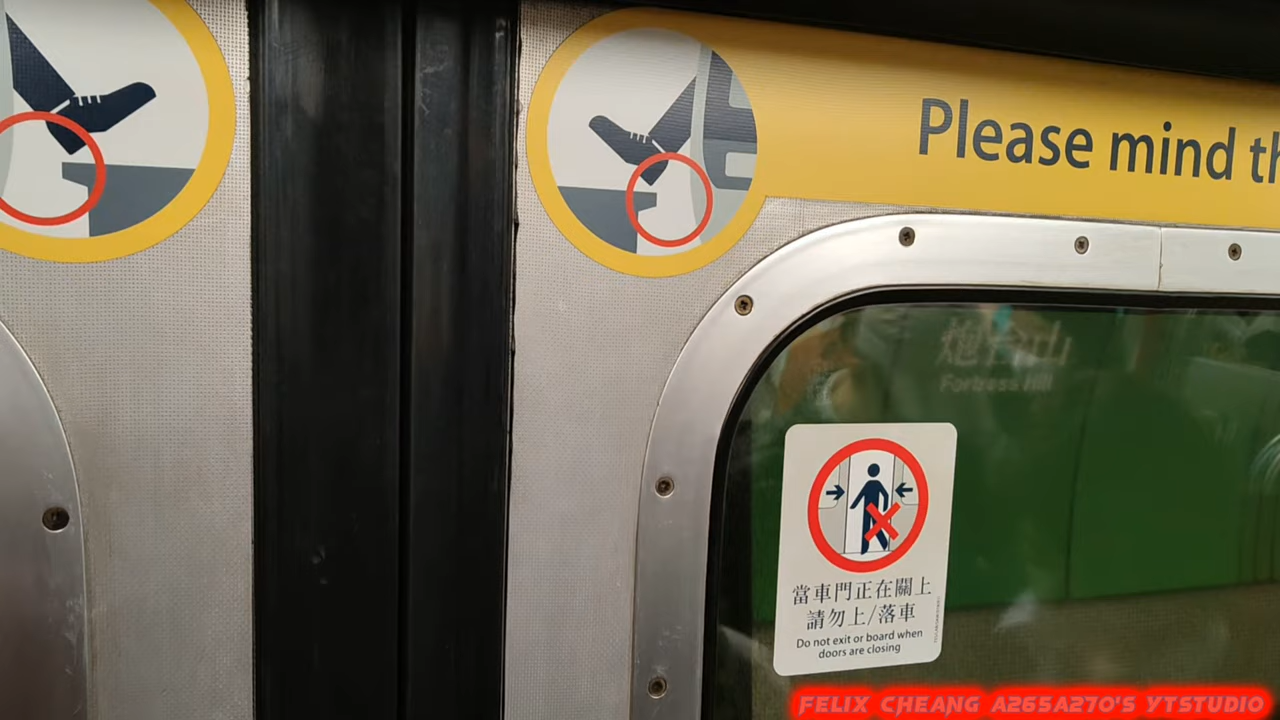 Please mind th
炮台山
Fortress Hill
當車門正在關上
請勿上/落車
Do not exit or board when
doors are closing
FELIX CHEANG A265A270'S YTSTUDIO